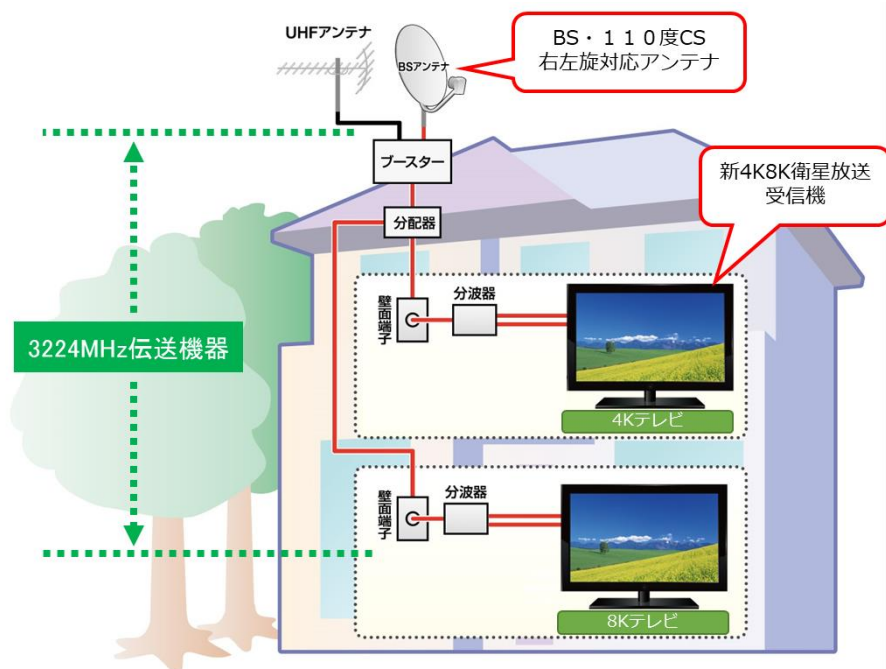 UHFアンテナ
BSアンテナ
BS・１１０度CS
右左旋対応アンテナ
ブースター
新4K8K衛星放送
受信機
分配器
壁面端子
分波器
3224MHz伝送機器
4Kテレビ
壁面端子
分波器
8Kテレビ